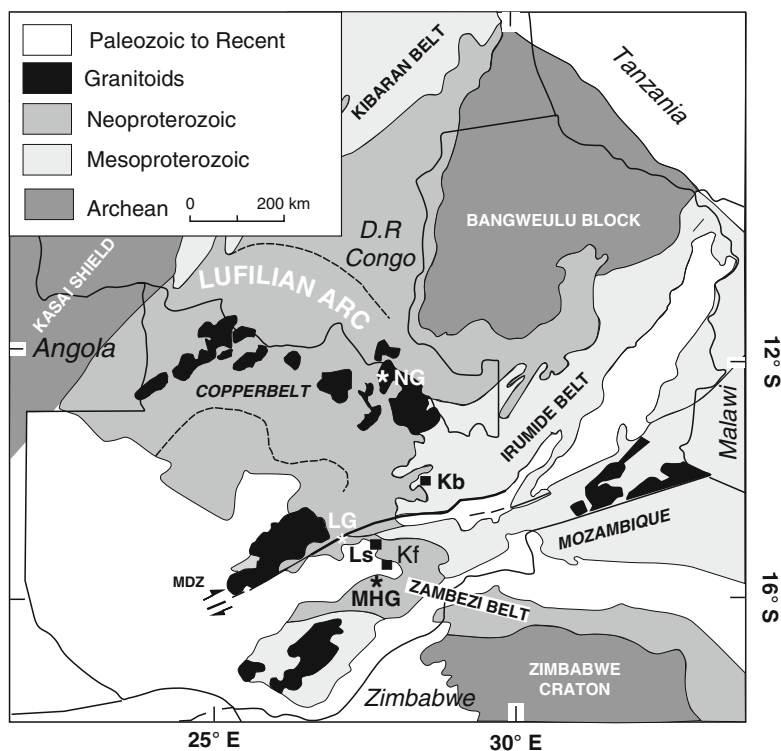 Paleozoic to Recent
Granitoids
Neoproterozoic
Mesoproterozoic
Archean
0 200 km
KIBARAN BELT
Tanzania
D.R
Congo
BANGWEULU BLOCK
KASAI SHIELD
LUFILIAN ARC
Angola
12° S
COPPERBELT
NG
IRUMIDE BELT
Malawi
Kb
LG
MOZAMBIQUE
Ls
Kf
MDZ
MHG
ZAMBEZI BELT
16° S
ZIMBABWE
CRATON
Zimbabwe
25° E
30° E